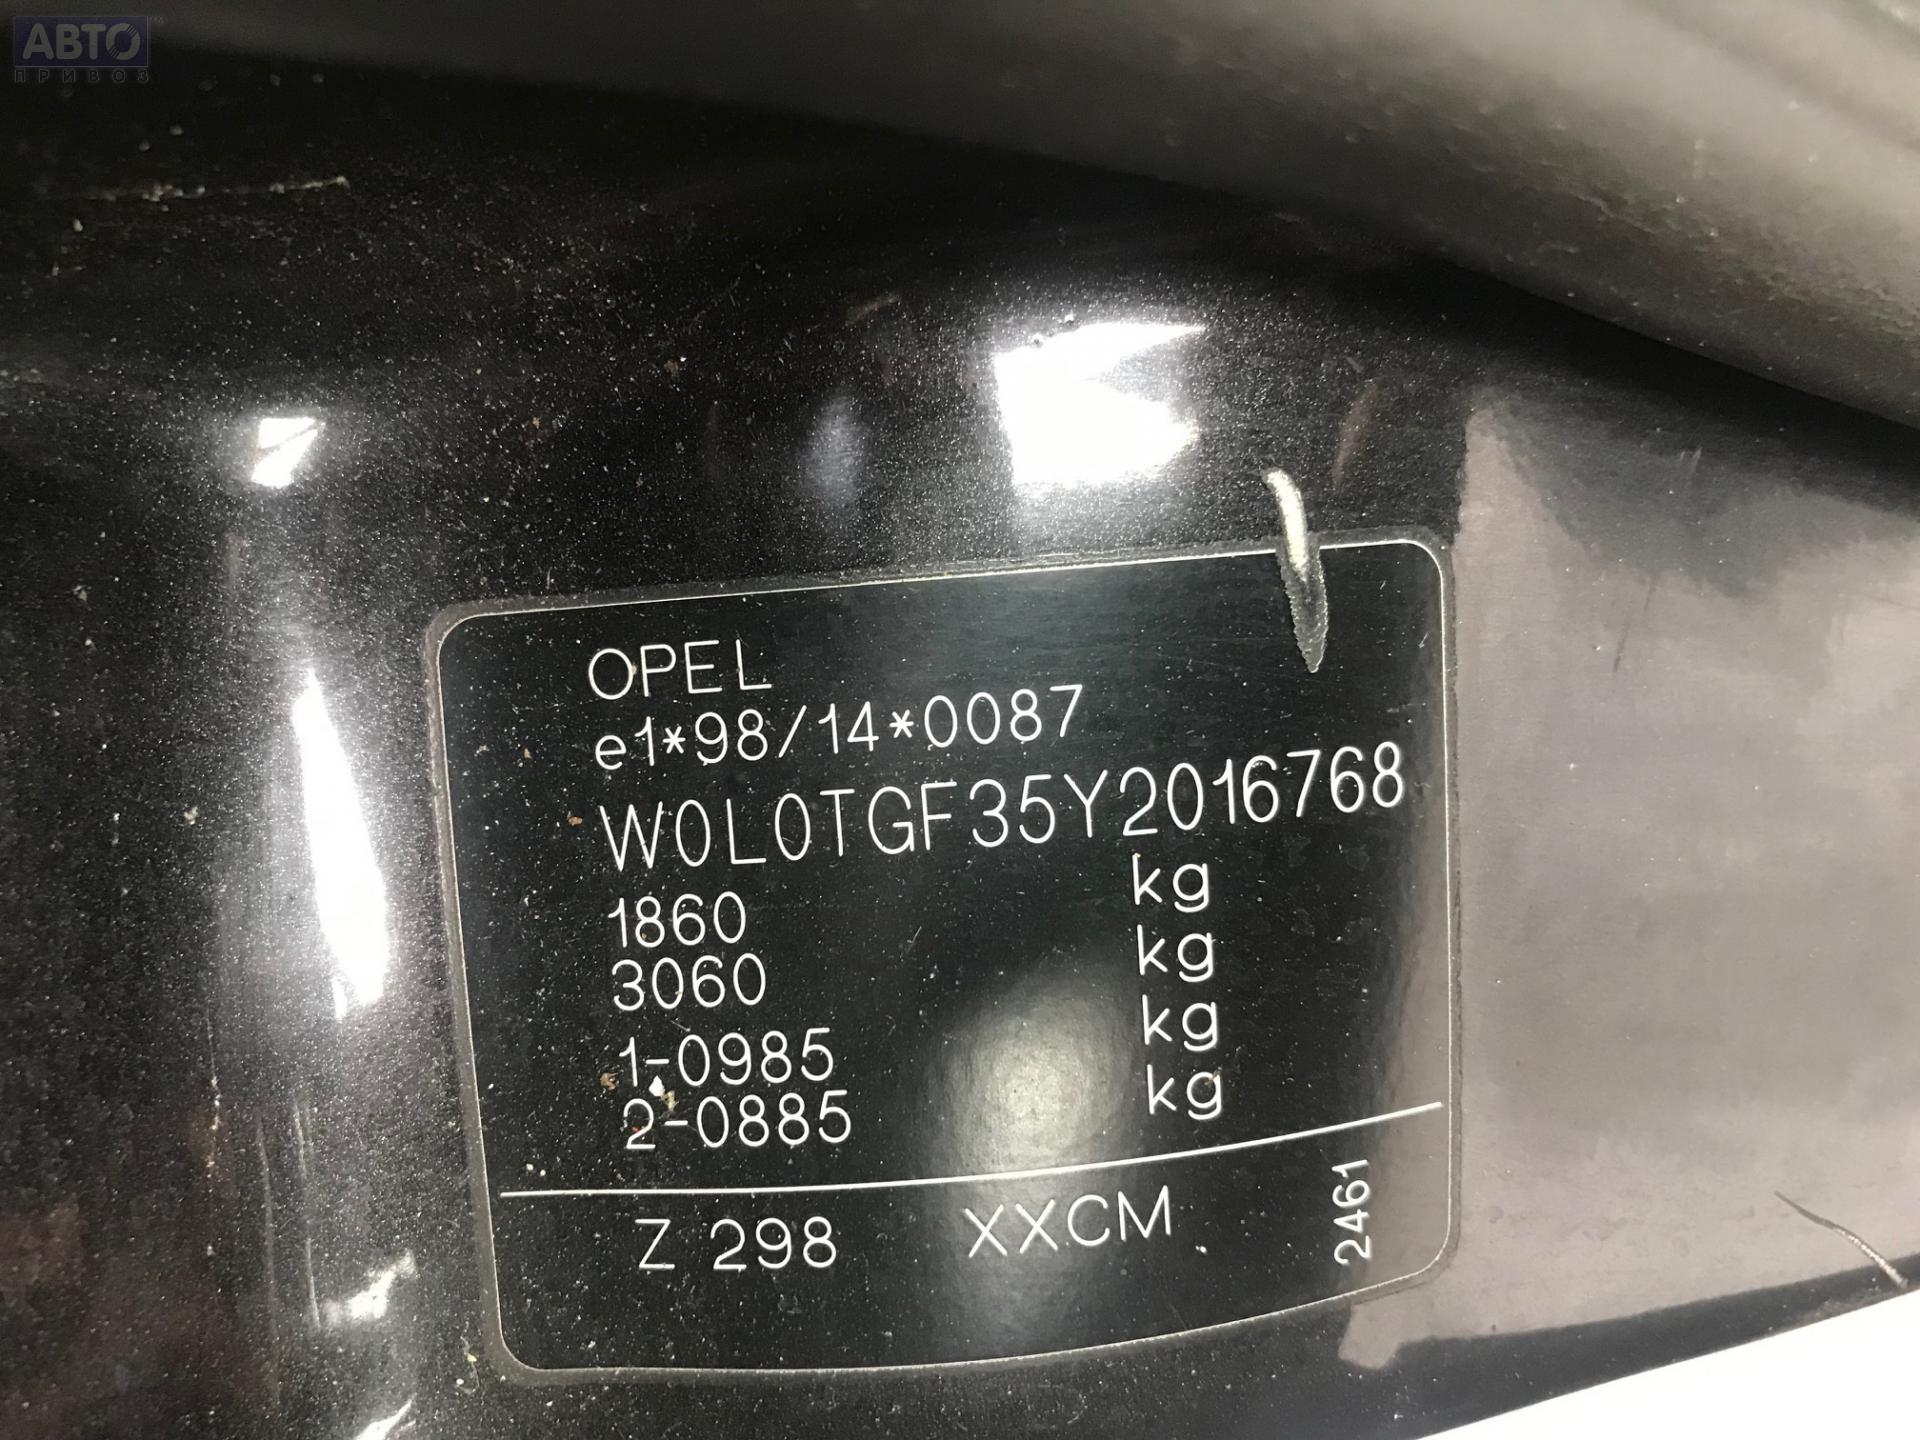 АВТО
ПРИВОЗ
OPEL
e1*98/14*0087
W0L0TGF35Y2016768
1860 kg
3060 kg
1-0985 kg
2-0885 kg
Z 298 XXCM 2461